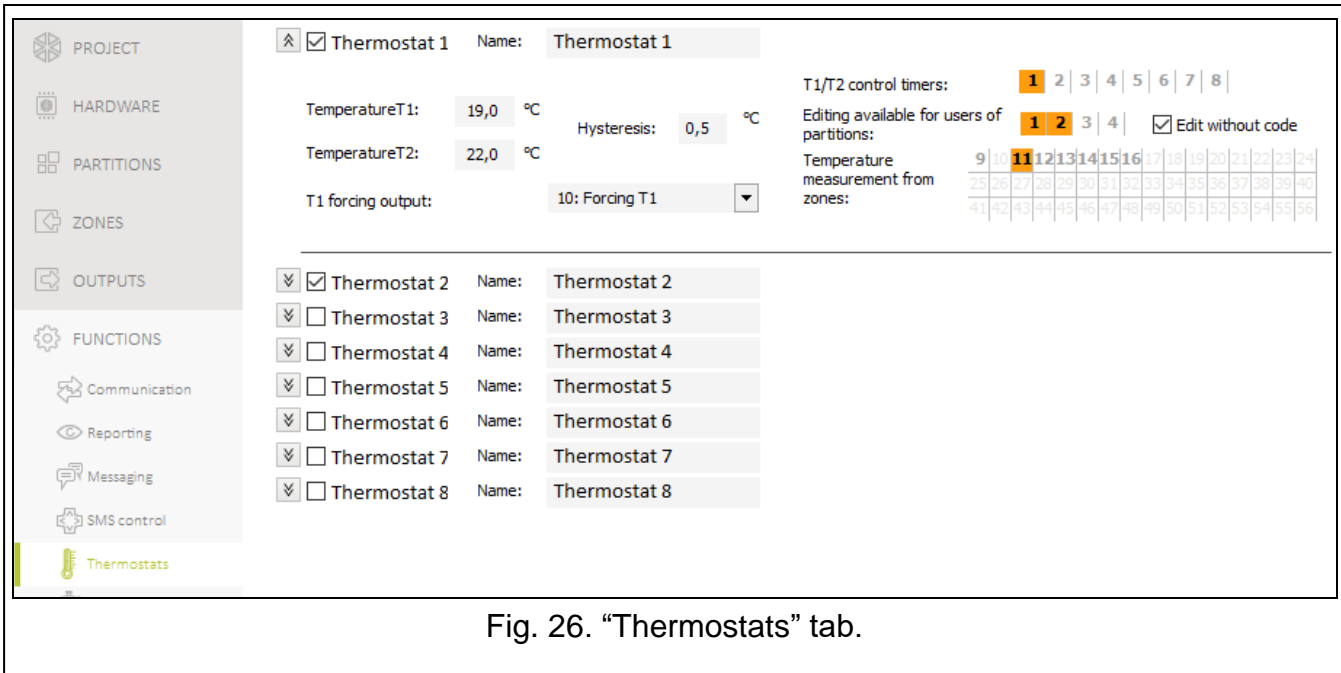 PROJECT
HARDWARE
PARTITIONS
ZONES
OUTPUTS
FUNCTIONS
Communication
Reporting
Messaging
SMS control
Thermostats
Thermostat 1 Name: Thermostat 1
TemperatureT1: 19,0 ºC
Hysteresis: 0,5 ºC
TemperatureT2: 22,0 ºC
T1 forcing output: 10: Forcing T1
T1/T2 control timers: 1 2 3 4 5 6 7 8
Editing available for users of
partitions: 1 2 3 4 Edit without code
Temperature
measurement from
zones:
9 10 11 12 13 14 15 16 17 18 19 20 21 22 23 24
25 26 27 28 29 30 31 32 33 34 35 36 37 38 39 40
41 42 43 44 45 46 47 48 49 50 51 52 53 54 55 56
Thermostat 2 Name: Thermostat 2
Thermostat 3 Name: Thermostat 3
Thermostat 4 Name: Thermostat 4
Thermostat 5 Name: Thermostat 5
Thermostat 6 Name: Thermostat 6
Thermostat 7 Name: Thermostat 7
Thermostat 8 Name: Thermostat 8
Fig. 26. “Thermostats” tab.